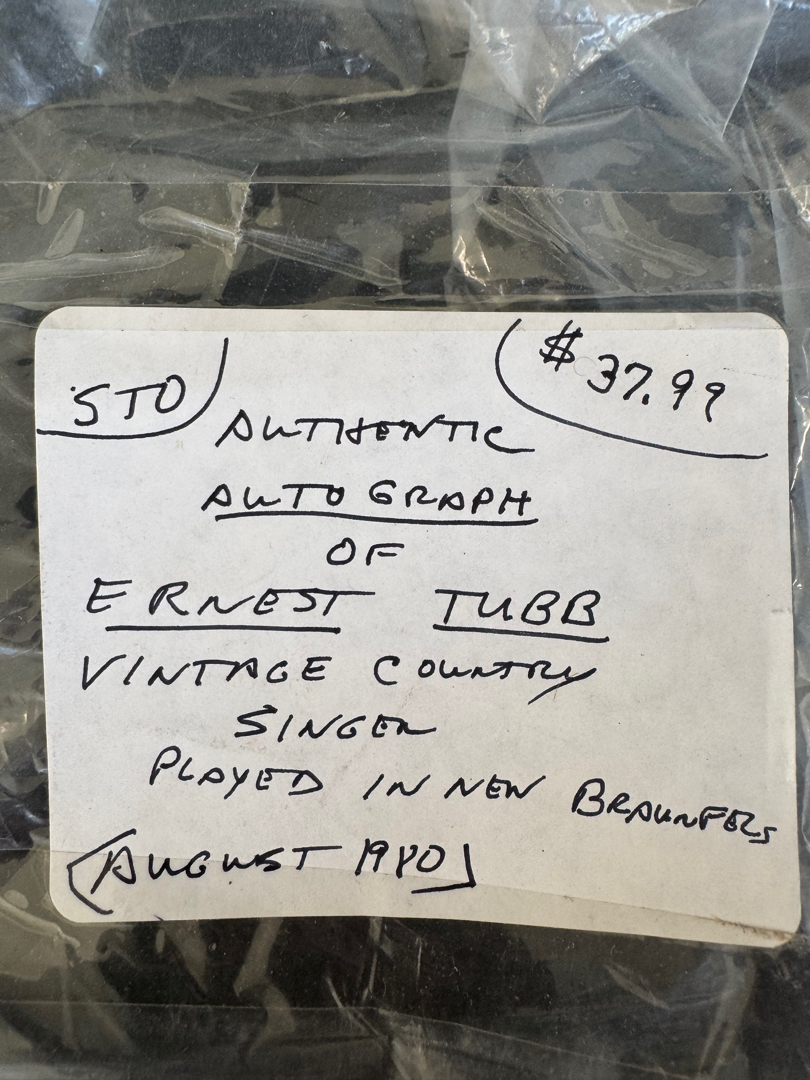 STO
$37.99
AUTHENTIC
AUTOGRAPH
OF
ERNEST TUBB
VINTAGE COUNTRY
SINGER
PLAYED IN NEW BRAUNFELS
(AUGUST 1980)